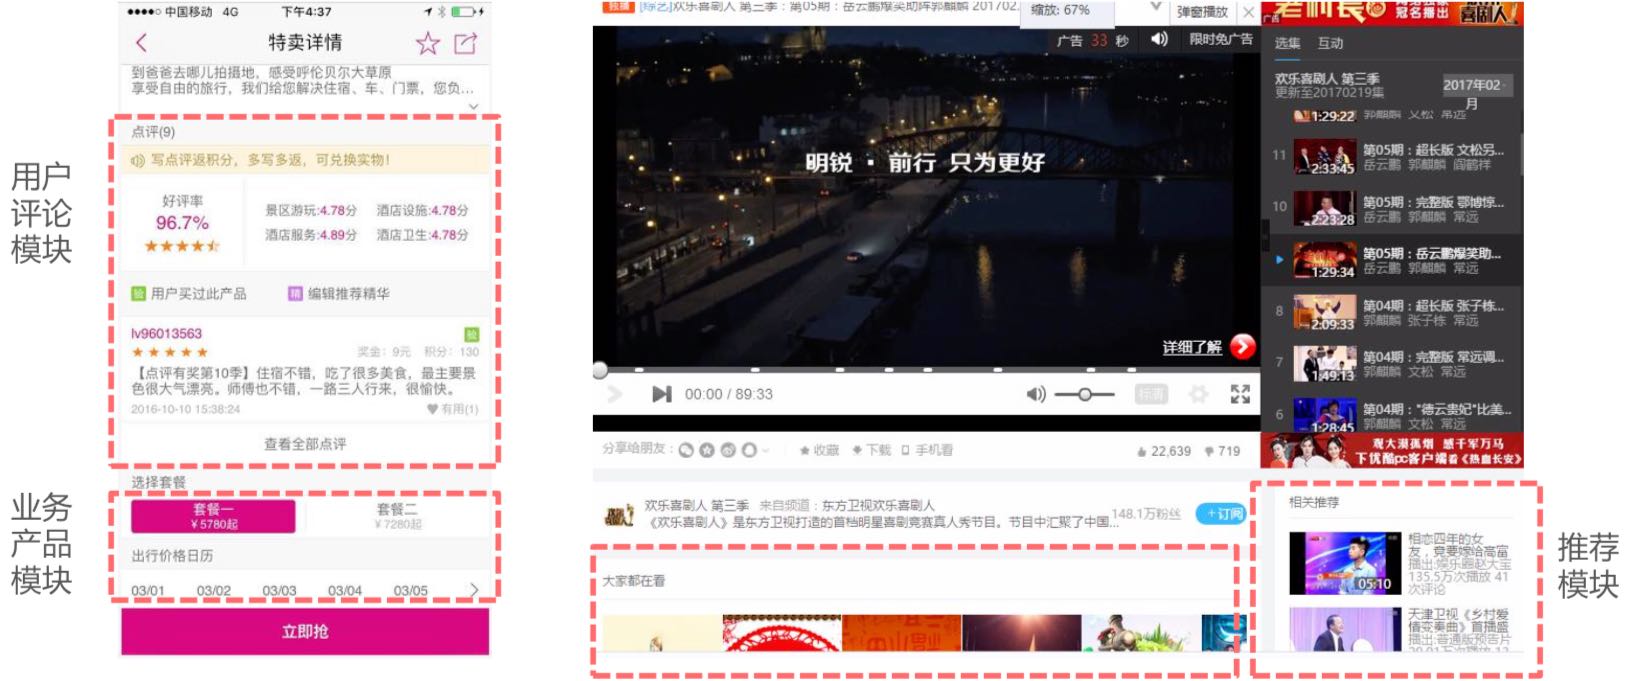 用户
评论
模块
业务
产品
模块
中国移动 4G 下午4:37
特卖详情
到爸爸去哪儿拍摄地，感受呼伦贝尔大草原
享受自由的旅行，我们给您解决住宿、车、门票，您负...
点评(9)
写点评返积分，多写多返，可兑换实物！
好评率
96.7%
景区游玩:4.78分 酒店设施:4.78分
酒店服务:4.89分 酒店卫生:4.78分
验 用户买过此产品 精 编辑推荐精华
lv96013563 验
奖金：9元 积分：130
【点评有奖第10季】住宿不错，吃了很多美食，最主要景
色很大气漂亮。师傅也不错，一路三人行来，很愉快。
2016-10-10 15:38:24 有用(1)
查看全部点评
选择套餐
套餐一 套餐二
¥5780起 ¥7280起
出行价格日历
03/01 03/02 03/03 03/04 03/05
立即抢
独播 [综艺]欢乐喜剧人 第三季：第05期：岳云鹏爆笑助阵郭麒麟 201702
缩放: 67%
弹窗播放
广告 33 秒 限时免广告
明锐 · 前行 只为更好
详细了解
00:00 / 89:33
标清
分享给朋友： 收藏 下载 手机看 22,639 719
欢乐喜剧人 第三季 来自频道：东方卫视欢乐喜剧人
《欢乐喜剧人》是东方卫视打造的首档明星喜剧竞赛真人秀节目。节目中汇聚了中国...
148.1万粉丝 +订阅
大家都在看
广告
冠名播出 喜剧人
选集 互动
欢乐喜剧人 第三季
更新至20170219集
2017年02月
1:29:22 郭麒麟 文松 常远
11 2:33:45 第05期：超长版 文松另...
岳云鹏 郭麒麟 阎鹤祥
10 2:23:28 第05期：完整版 鄂博惊...
岳云鹏 郭麒麟 常远
1:29:34 第05期：岳云鹏爆笑助...
岳云鹏 郭麒麟 常远
8 2:09:33 第04期：超长版 张子栋...
郭麒麟 张子栋 常远
7 1:49:13 第04期：完整版 常远调...
郭麒麟 文松 常远
6 1:28:45 第04期："德云贵妃"比美...
郭麒麟 文松 常远
观大漠孤烟 感千军万马
下优酷pc客户端看《热血长安》
相关推荐
05:10
相恋四年的女
友，竟要嫁给高富
播出:娱乐圈赵大宝
135.5万次播放 41
次评论
天津卫视《乡村爱
情变奏曲》首播盛
播出:普通版预告片
推荐
模块